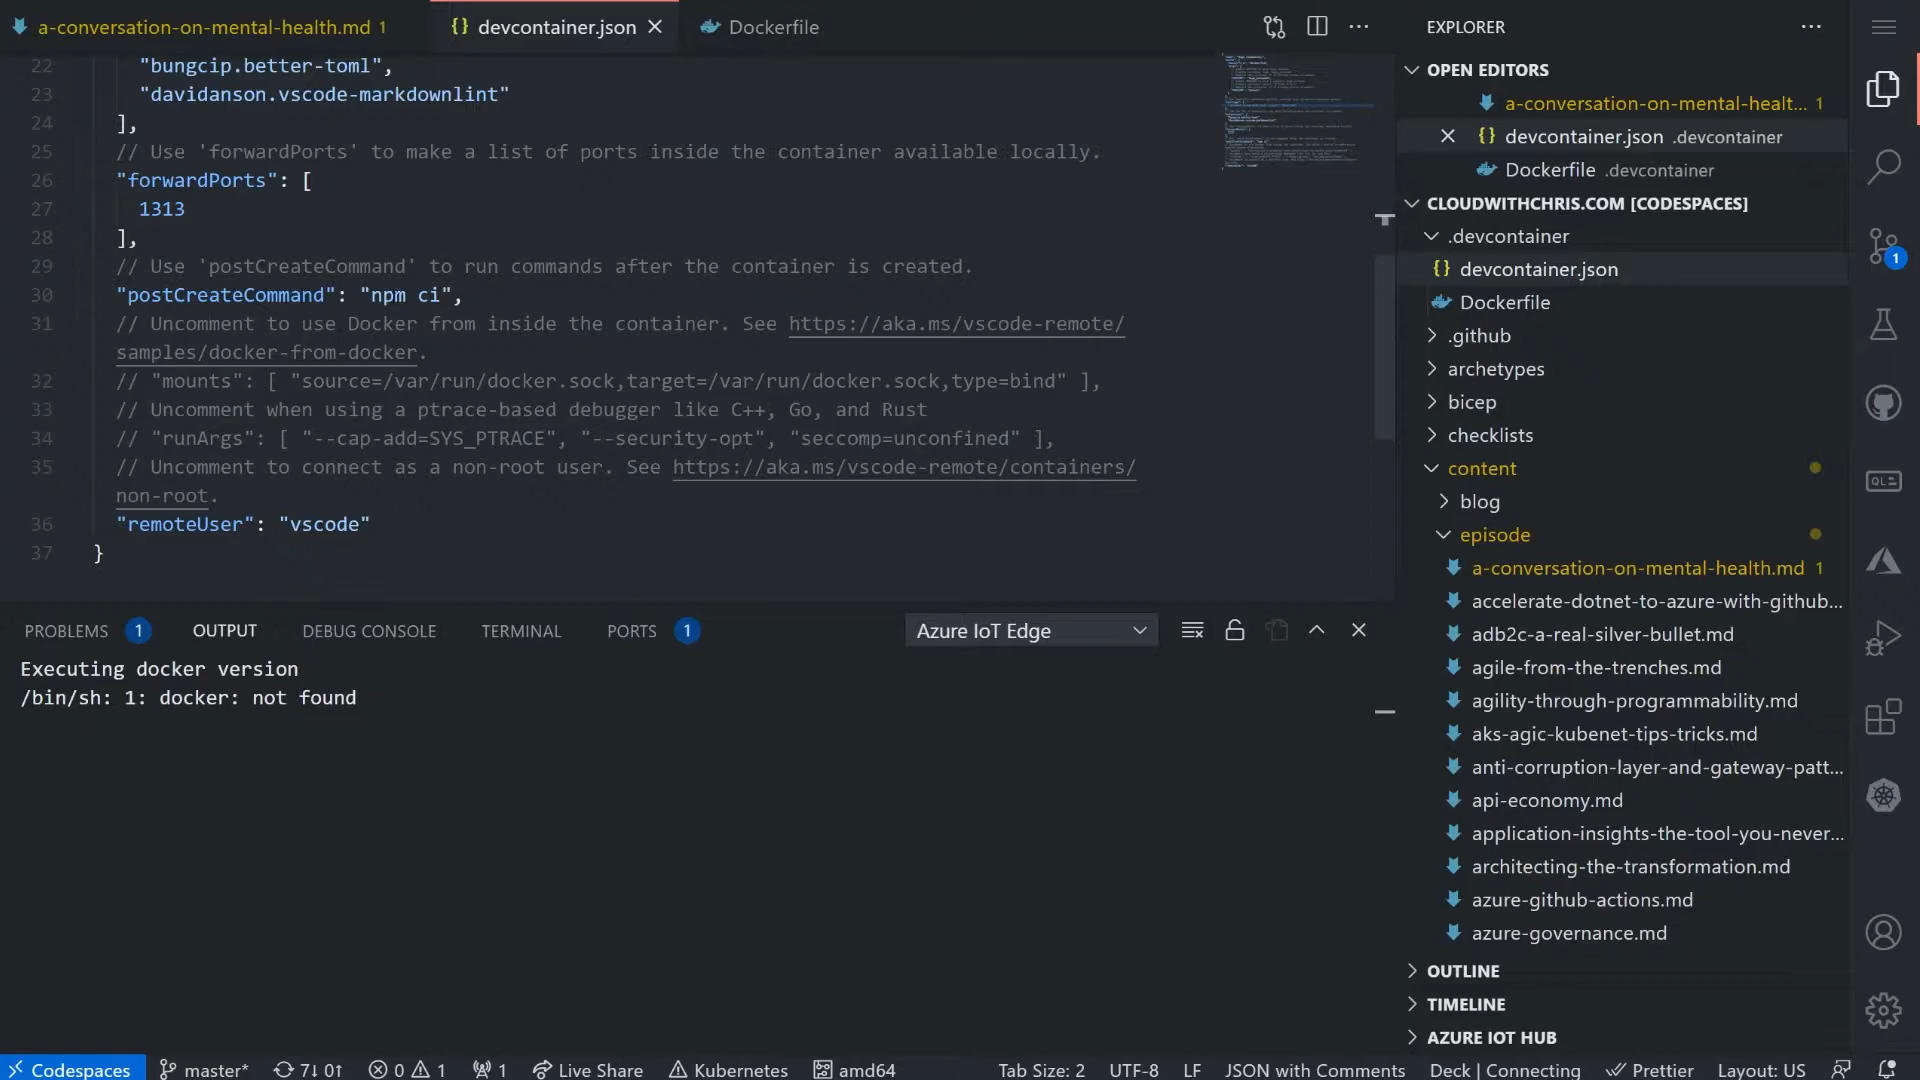 a-conversation-on-mental-health.md 1
{} devcontainer.json
Dockerfile
22 "bungcip.better-toml",
23 "davidanson.vscode-markdownlint"
24 ],
25 // Use 'forwardPorts' to make a list of ports inside the container available locally.
26 "forwardPorts": [
27 1313
28 ],
29 // Use 'postCreateCommand' to run commands after the container is created.
30 "postCreateCommand": "npm ci",
31 // Uncomment to use Docker from inside the container. See https://aka.ms/vscode-remote/
samples/docker-from-docker.
32 // "mounts": [ "source=/var/run/docker.sock,target=/var/run/docker.sock,type=bind" ],
33 // Uncomment when using a ptrace-based debugger like C++, Go, and Rust
34 // "runArgs": [ "--cap-add=SYS_PTRACE", "--security-opt", "seccomp=unconfined" ],
35 // Uncomment to connect as a non-root user. See https://aka.ms/vscode-remote/containers/
non-root.
36 "remoteUser": "vscode"
37 }
PROBLEMS 1
OUTPUT
DEBUG CONSOLE
TERMINAL
PORTS 1
Azure IoT Edge
Executing docker version
/bin/sh: 1: docker: not found
EXPLORER
OPEN EDITORS
a-conversation-on-mental-healt... 1
{} devcontainer.json .devcontainer
Dockerfile .devcontainer
CLOUDWITHCHRIS.COM [CODESPACES]
.devcontainer
{} devcontainer.json
Dockerfile
.github
archetypes
bicep
checklists
content
blog
episode
a-conversation-on-mental-health.md 1
accelerate-dotnet-to-azure-with-github...
adb2c-a-real-silver-bullet.md
agile-from-the-trenches.md
agility-through-programmability.md
aks-agic-kubenet-tips-tricks.md
anti-corruption-layer-and-gateway-patt...
api-economy.md
application-insights-the-tool-you-never...
architecting-the-transformation.md
azure-github-actions.md
azure-governance.md
OUTLINE
TIMELINE
AZURE IOT HUB
1
QL
Codespaces
master*
7↓ 0↑
0
1
1
Live Share
Kubernetes
amd64
Tab Size: 2
UTF-8
LF
JSON with Comments
Deck | Connecting
Prettier
Layout: US